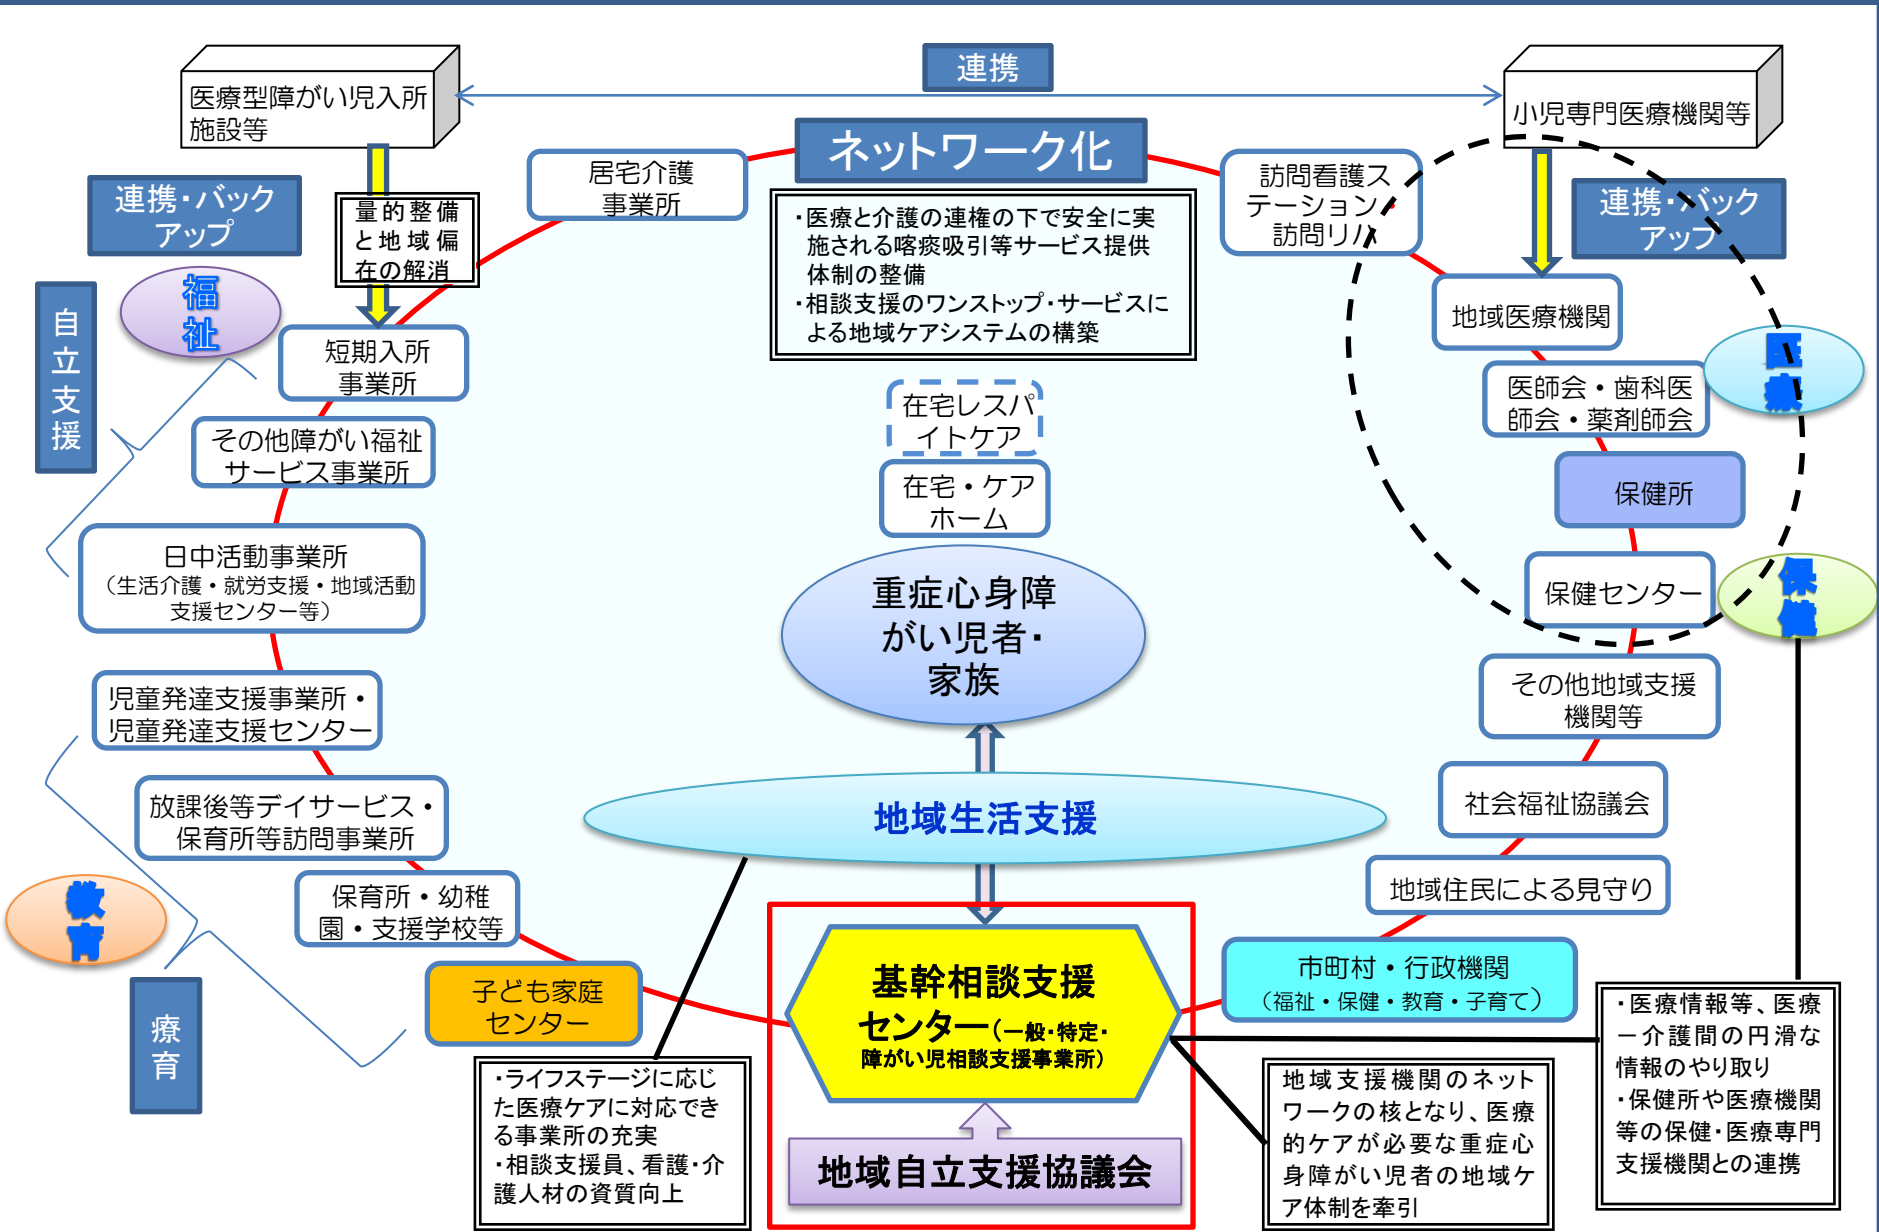 連携
医療型障がい児入所
施設等
小児専門医療機関等
ネットワーク化
連携・バック
アップ
量的整備
と地域偏
在の解消
居宅介護
事業所
・医療と介護の連権の下で安全に実
施される喀痰吸引等サービス提供
体制の整備
・相談支援のワンストップ・サービスに
よる地域ケアシステムの構築
訪問看護ス
テーション・
訪問リハ
連携・バック
アップ
福
祉
自
立
支
援
短期入所
事業所
地域医療機関
医
療
医師会・歯科医
師会・薬剤師会
在宅レスパ
イトケア
その他障がい福祉
サービス事業所
在宅・ケア
ホーム
保健所
日中活動事業所
（生活介護・就労支援・地域活動
支援センター等）
重症心身障
がい児者・
家族
保健センター
保
健
児童発達支援事業所・
児童発達支援センター
その他地域支援
機関等
放課後等デイサービス・
保育所等訪問事業所
地域生活支援
社会福祉協議会
教
育
保育所・幼稚
園・支援学校等
地域住民による見守り
療
育
子ども家庭
センター
基幹相談支援
センター（一般・特定・
障がい児相談支援事業所）
市町村・行政機関
（福祉・保健・教育・子育て）
・ライフステージに応じ
た医療ケアに対応でき
る事業所の充実
・相談支援員、看護・介
護人材の資質向上
地域自立支援協議会
地域支援機関のネット
ワークの核となり、医療
的ケアが必要な重症心
身障がい児者の地域ケ
ア体制を牽引
・医療情報等、医療
－介護間の円滑な
情報のやり取り
・保健所や医療機関
等の保健・医療専門
支援機関との連携